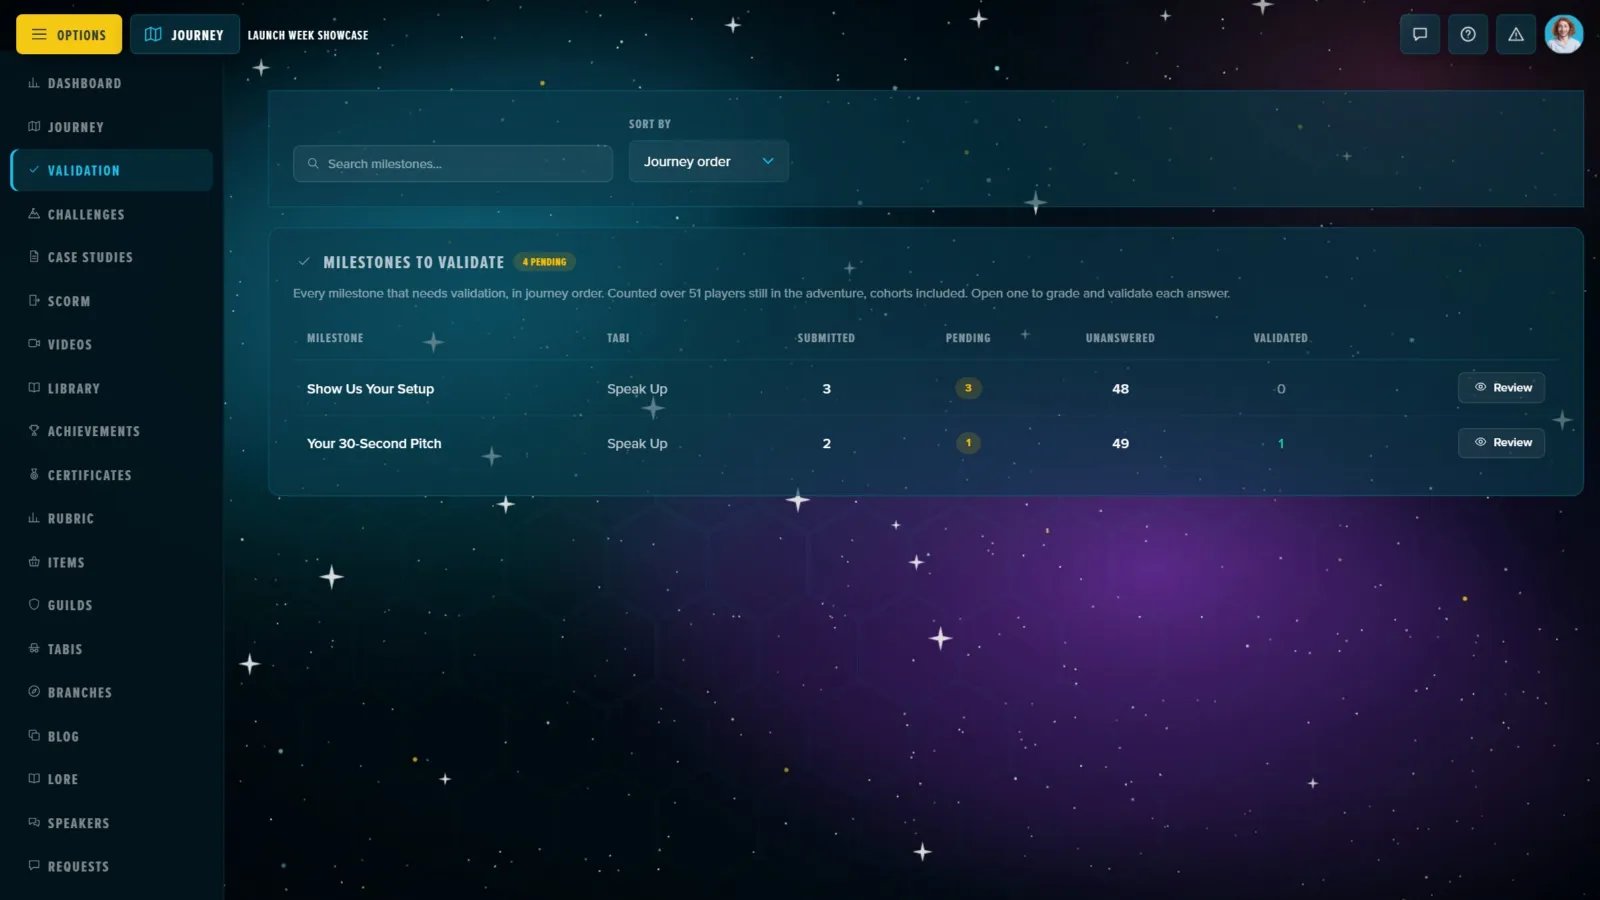 OPTIONS
JOURNEY
LAUNCH WEEK SHOWCASE
DASHBOARD
JOURNEY
VALIDATION
CHALLENGES
CASE STUDIES
SCORM
VIDEOS
LIBRARY
ACHIEVEMENTS
CERTIFICATES
RUBRIC
ITEMS
GUILDS
TABIS
BRANCHES
BLOG
LORE
SPEAKERS
REQUESTS
SORT BY
Search milestones...
Journey order
MILESTONES TO VALIDATE 4 PENDING
Every milestone that needs validation, in journey order. Counted over 51 players still in the adventure, cohorts included. Open one to grade and validate each answer.
MILESTONE TABI SUBMITTED PENDING UNANSWERED VALIDATED
Show Us Your Setup Speak Up 3 3 48 0 Review
Your 30-Second Pitch Speak Up 2 1 49 1 Review